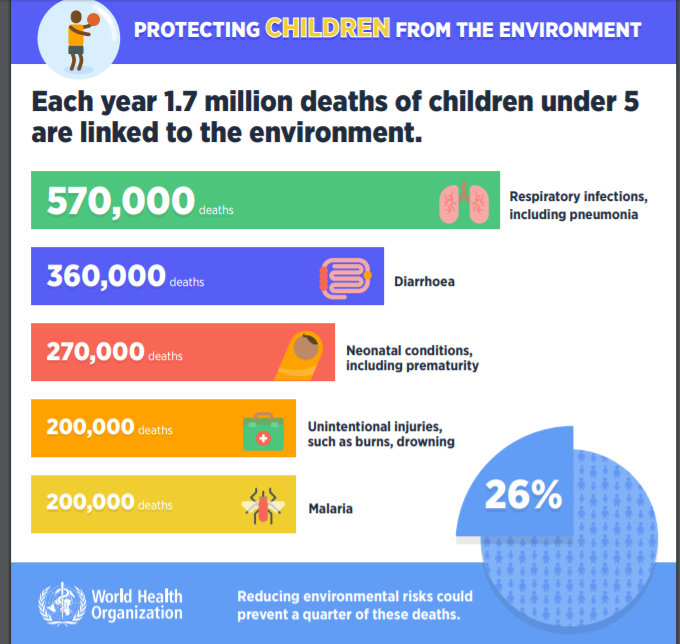 PROTECTING CHILDREN FROM THE ENVIRONMENT
Each year 1.7 million deaths of children under 5
are linked to the environment.
570,000 deaths
Respiratory infections,
including pneumonia
360,000 deaths
Diarrhoea
270,000 deaths
Neonatal conditions,
including prematurity
200,000 deaths
Unintentional injuries,
such as burns, drowning
200,000 deaths
Malaria
26%
World Health
Organization
Reducing environmental risks could
prevent a quarter of these deaths.